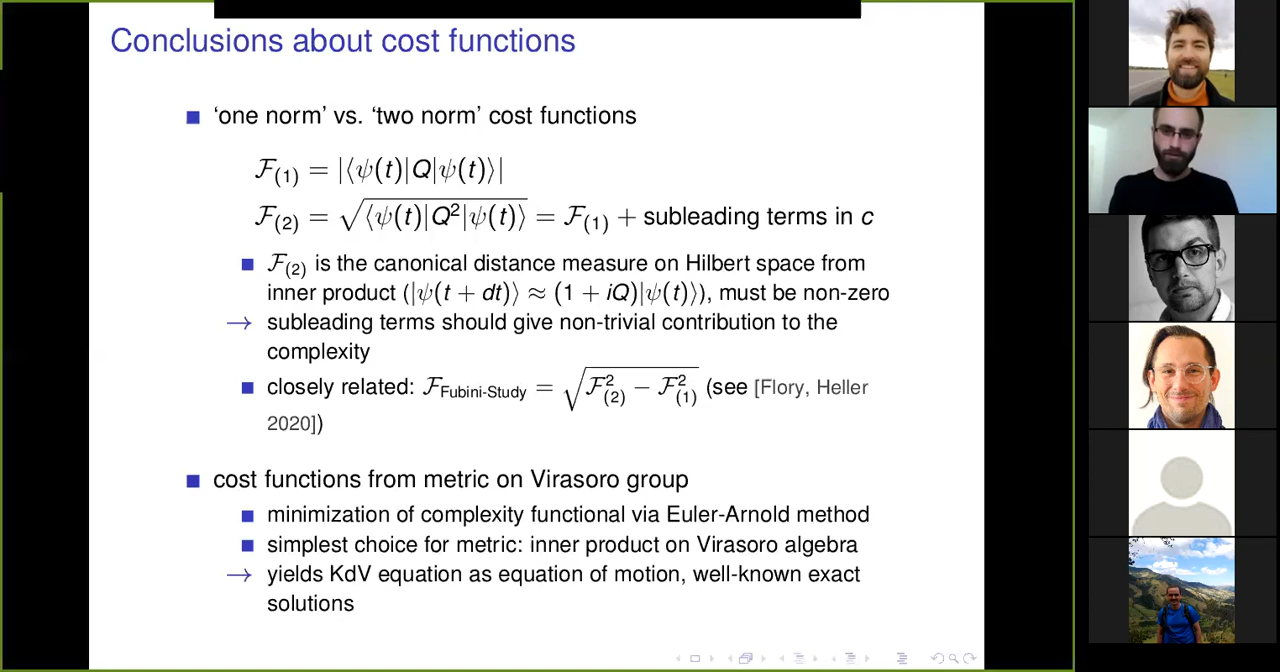 Conclusions about cost functions
‘one norm’ vs. ‘two norm’ cost functions
ℱ(1) = |⟨ψ(t)|Q|ψ(t)⟩|
ℱ(2) = √⟨ψ(t)|Q²|ψ(t)⟩ = ℱ(1) + subleading terms in c
ℱ(2) is the canonical distance measure on Hilbert space from
inner product (|ψ(t + dt)⟩ ≈ (1 + iQ)|ψ(t)⟩), must be non-zero
→ subleading terms should give non-trivial contribution to the
complexity
closely related: ℱFubini-Study = √ℱ²(2) − ℱ²(1) (see [Flory, Heller
2020])
cost functions from metric on Virasoro group
minimization of complexity functional via Euler-Arnold method
simplest choice for metric: inner product on Virasoro algebra
→ yields KdV equation as equation of motion, well-known exact
solutions